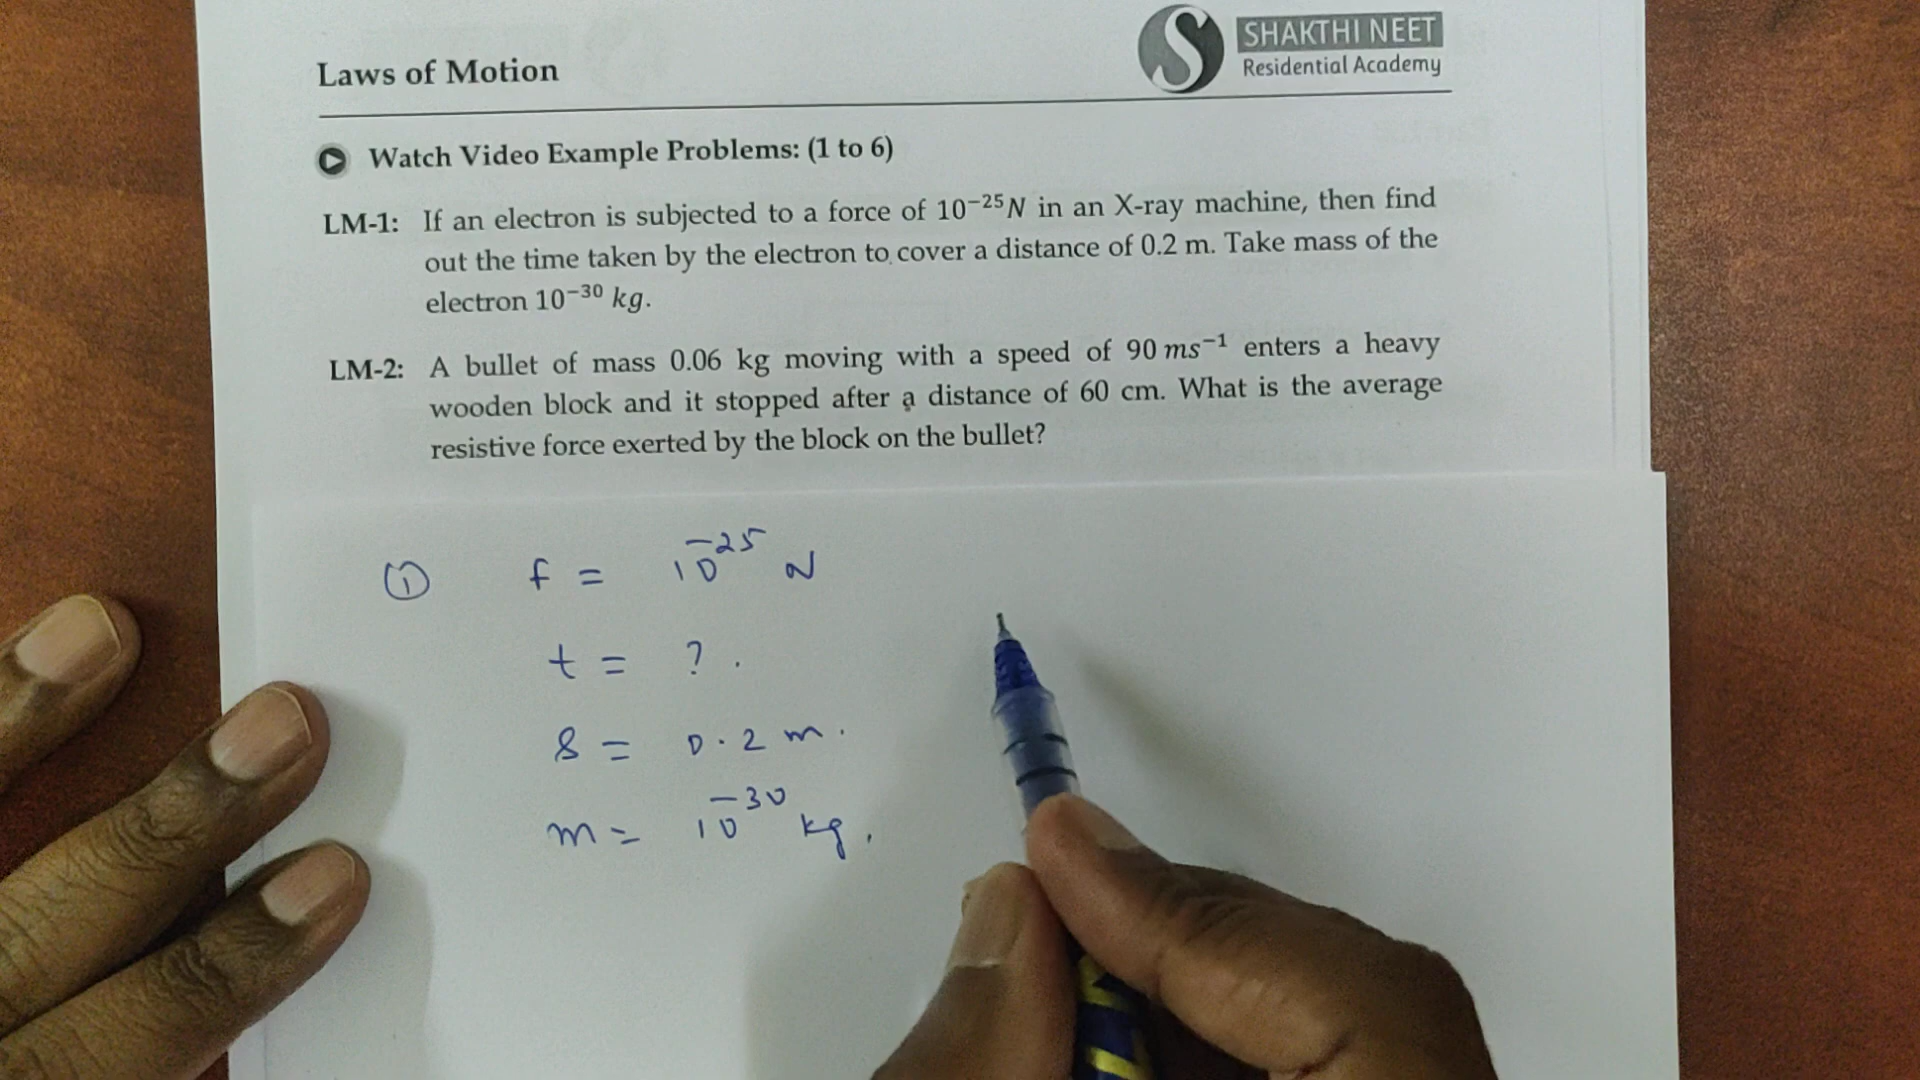 Laws of Motion
SHAKTHI NEET
Residential Academy
Watch Video Example Problems: (1 to 6)
LM-1: If an electron is subjected to a force of 10⁻²⁵N in an X-ray machine, then find
out the time taken by the electron to cover a distance of 0.2 m. Take mass of the
electron 10⁻³⁰ kg.
LM-2: A bullet of mass 0.06 kg moving with a speed of 90 ms⁻¹ enters a heavy
wooden block and it stopped after a distance of 60 cm. What is the average
resistive force exerted by the block on the bullet?
① f = 10⁻²⁵ N
t = ? .
s = 0.2 m.
m = 10⁻³⁰ kg.